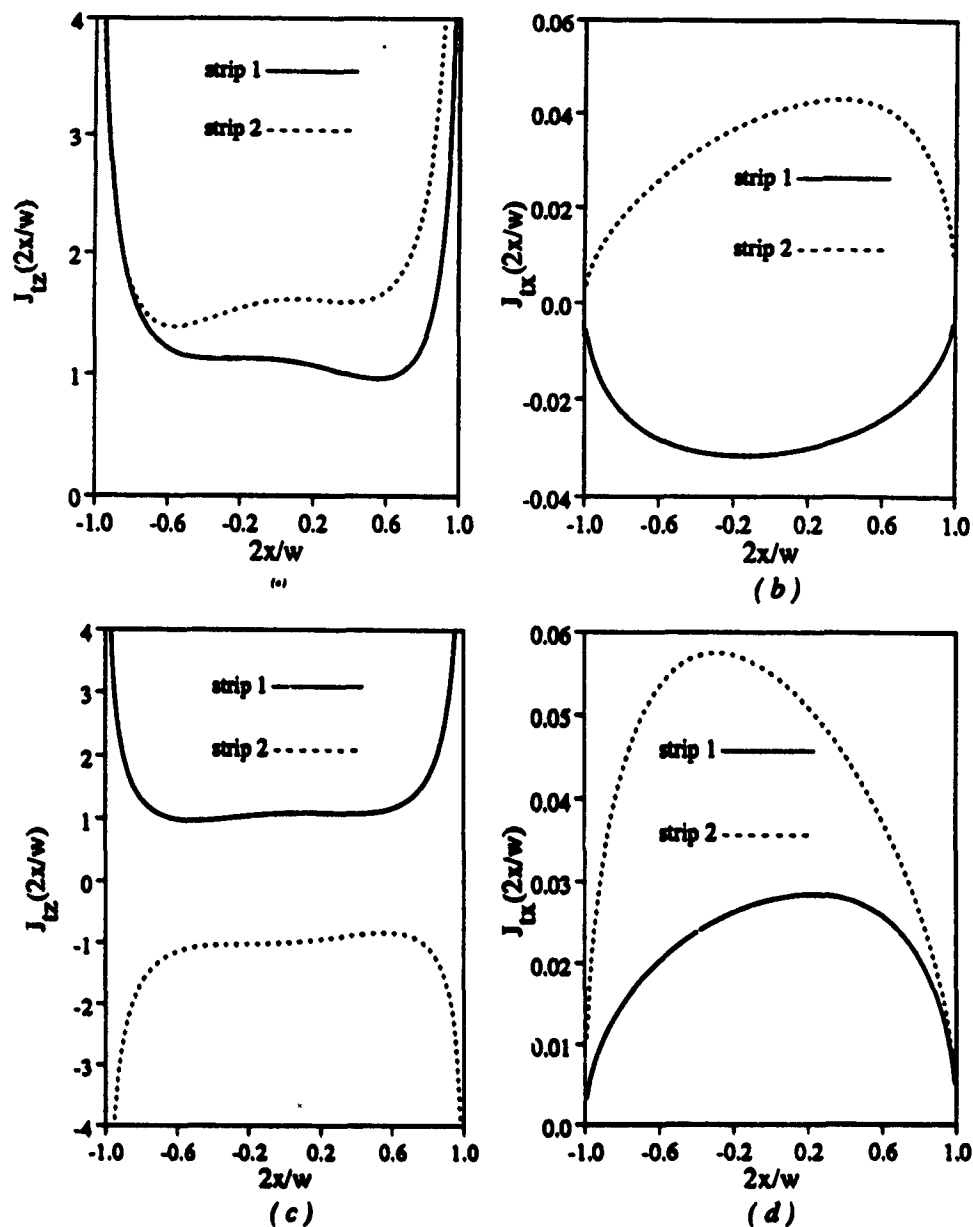 4
3
2
1
0
J_tz(2x/w)
strip 1
strip 2
-1.0 -0.6 -0.2 0.2 0.6 1.0
2x/w
0.06
0.04
0.02
0.0
-0.02
-0.04
J_tx(2x/w)
strip 1
strip 2
-1.0 -0.6 -0.2 0.2 0.6 1.0
2x/w
( b )
4
3
2
1
0
-1
-2
-3
-4
J_tz(2x/w)
strip 1
strip 2
-1.0 -0.6 -0.2 0.2 0.6 1.0
2x/w
( c )
0.06
0.05
0.04
0.03
0.02
0.01
0.0
J_tx(2x/w)
strip 1
strip 2
-1.0 -0.6 -0.2 0.2 0.6 1.0
2x/w
( d )